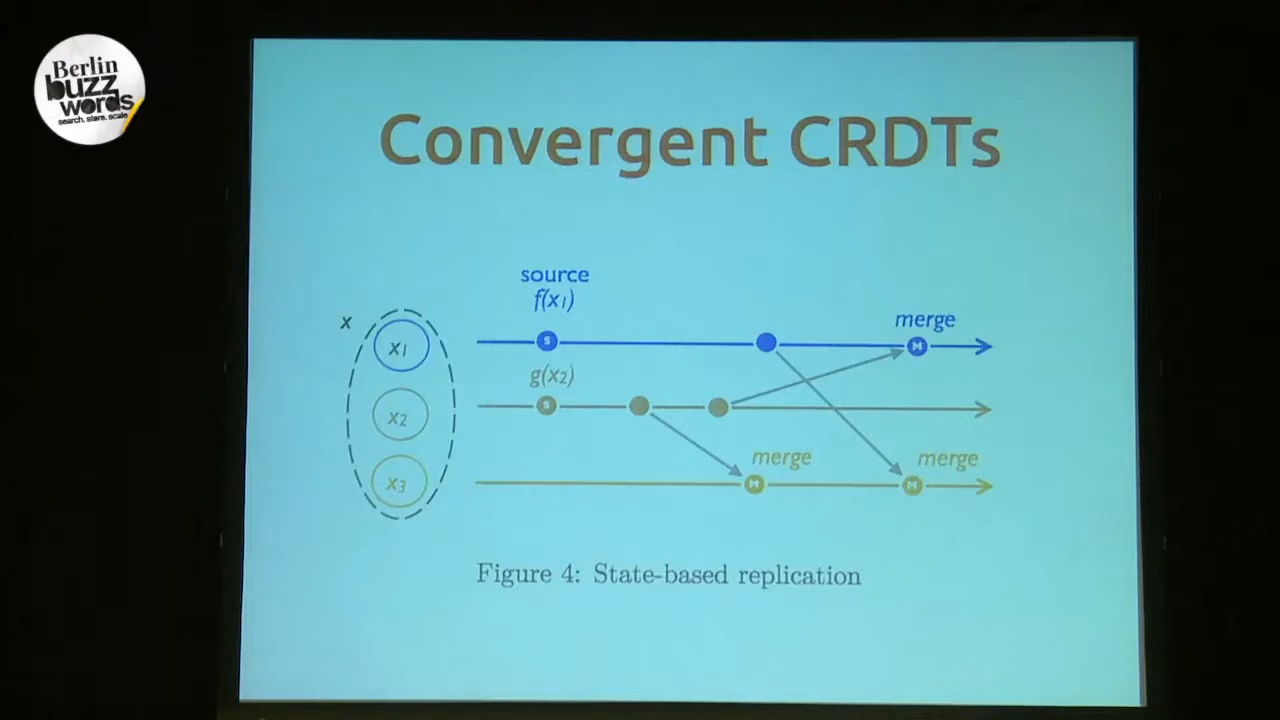 Berlin
buzz
words
search. store. scale
Convergent CRDTs
source
f(x1)
merge
x
x1
S
M
g(x2)
x2
S
merge
merge
x3
M
M
Figure 4: State-based replication